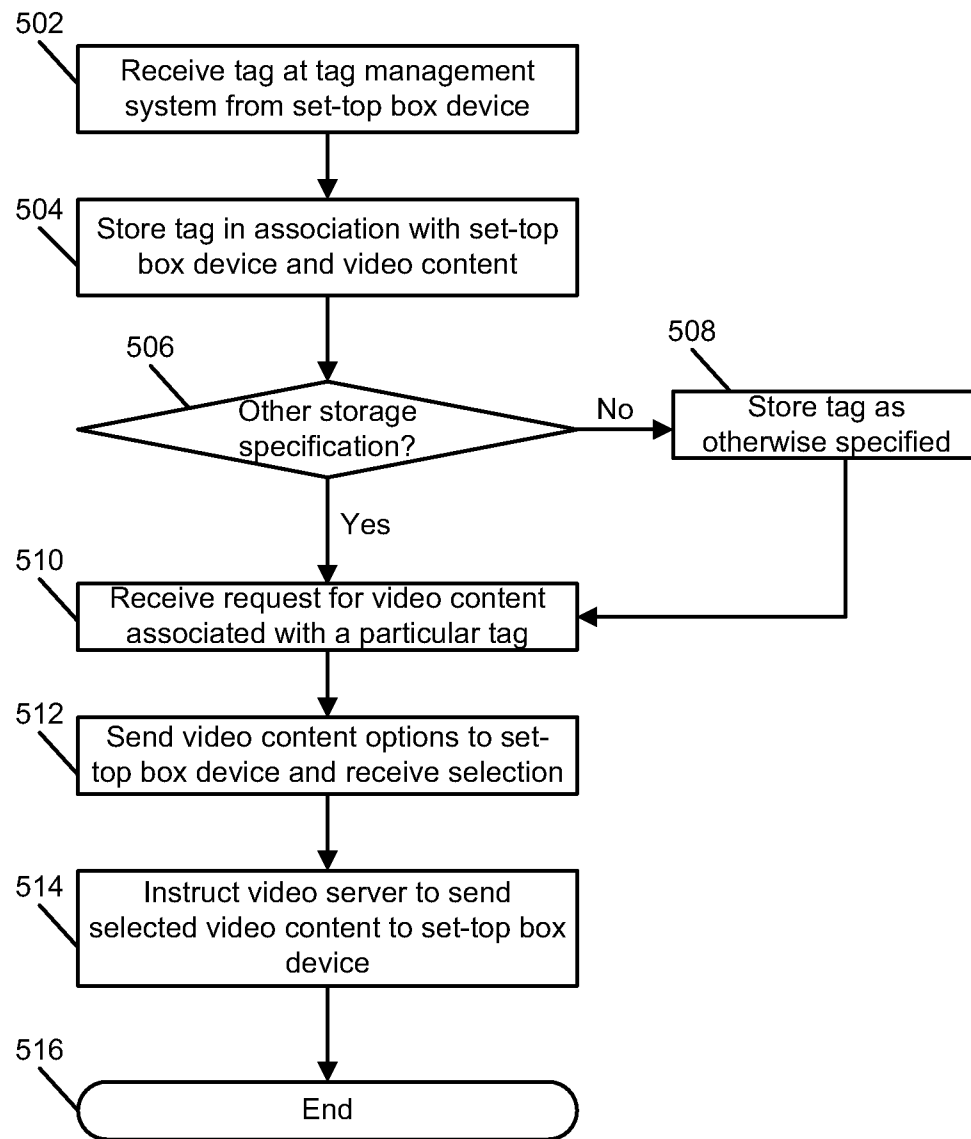 502
Receive tag at tag management
system from set-top box device
504
Store tag in association with set-top
box device and video content
506
Other storage
specification?
No
508
Store tag as
otherwise specified
Yes
510
Receive request for video content
associated with a particular tag
512
Send video content options to set-
top box device and receive selection
514
Instruct video server to send
selected video content to set-top box
device
516
End